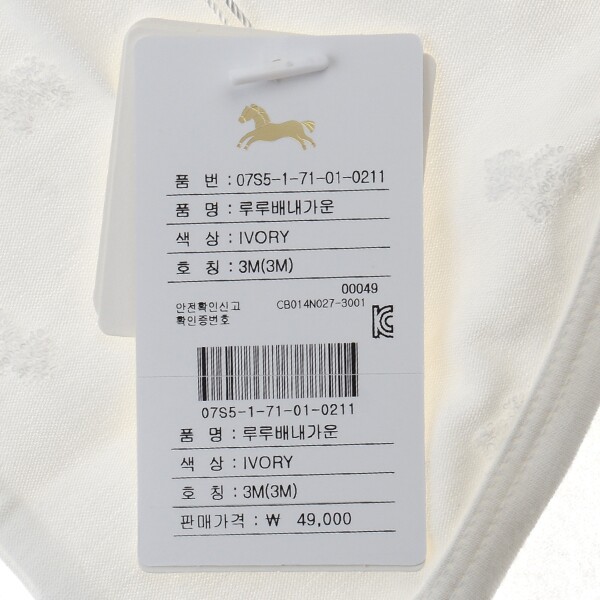 품 번 : 07S5-1-71-01-0211
품 명 : 루루배내가운
색 상 : IVORY
호 칭 : 3M(3M)
00049
안전확인신고 CB014N027-3001
확인증번호
07S5-1-71-01-0211
품 명 : 루루배내가운
색 상 : IVORY
호 칭 : 3M(3M)
판매가격 : ₩ 49,000